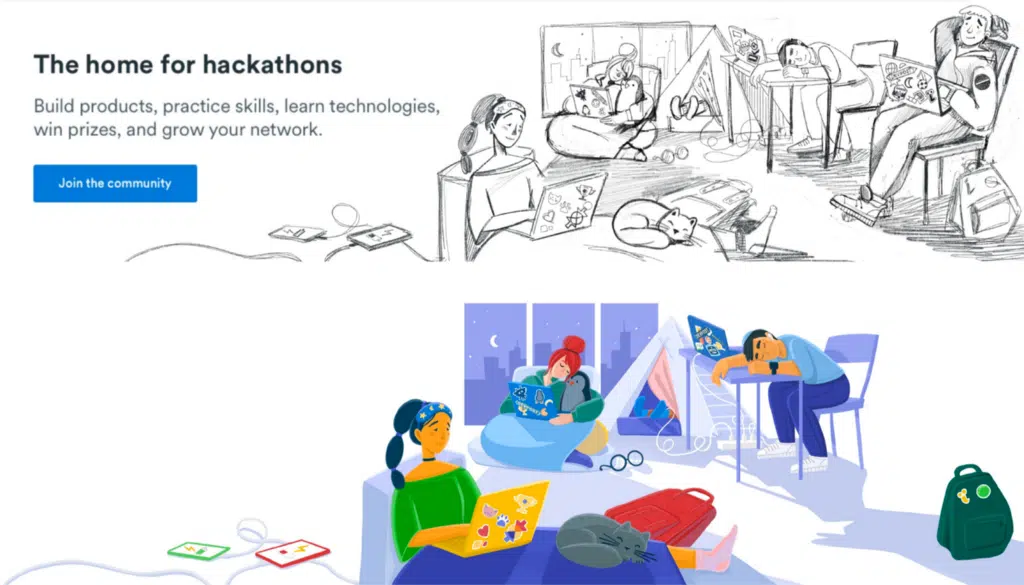 The home for hackathons
Build products, practice skills, learn technologies,
win prizes, and grow your network.
Join the community